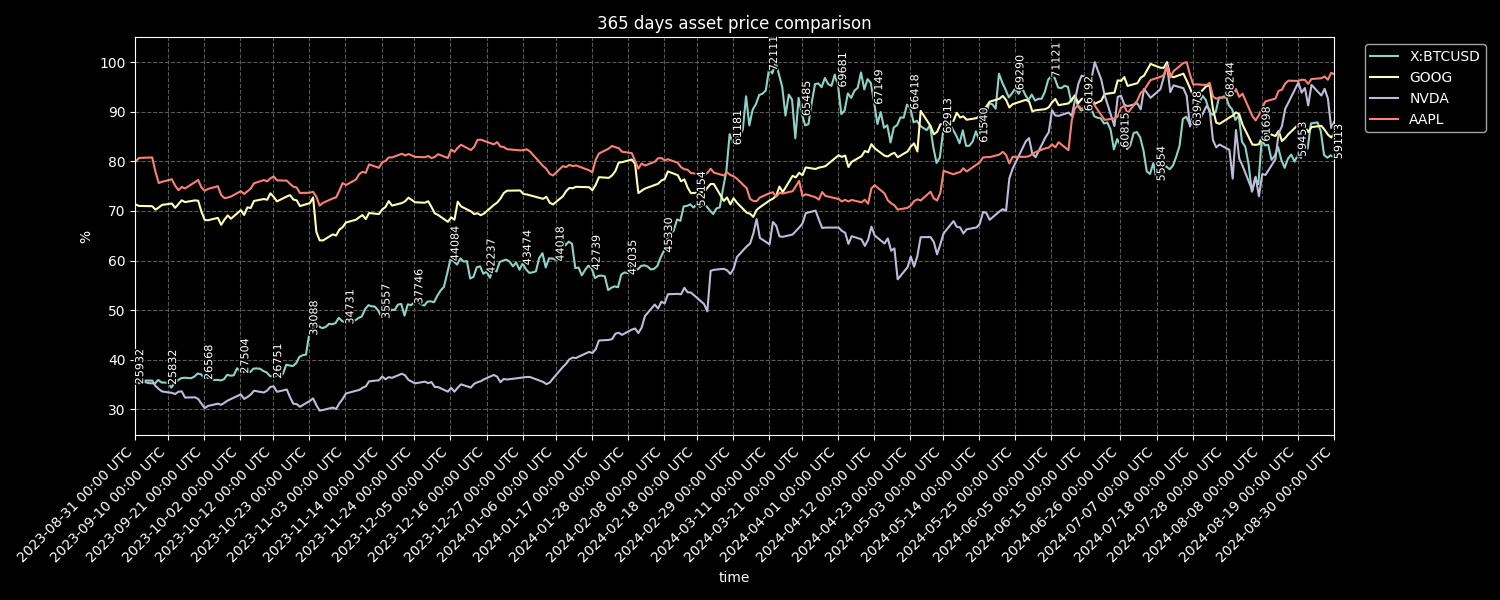 365 days asset price comparison
X:BTCUSD
GOOG
NVDA
AAPL
%
100
90
80
70
60
50
40
30
25932
25832
26568
27504
26751
33088
34731
35557
37746
44084
42237
43474
44018
42739
42035
45330
52154
61181
72111
65485
69681
67149
66418
62913
61540
69290
71121
66192
60815
55854
63978
68244
61698
59453
59113
2023-08-31 00:00 UTC
2023-09-10 00:00 UTC
2023-09-21 00:00 UTC
2023-10-02 00:00 UTC
2023-10-12 00:00 UTC
2023-10-23 00:00 UTC
2023-11-03 00:00 UTC
2023-11-14 00:00 UTC
2023-11-24 00:00 UTC
2023-12-05 00:00 UTC
2023-12-16 00:00 UTC
2023-12-27 00:00 UTC
2024-01-06 00:00 UTC
2024-01-17 00:00 UTC
2024-01-28 00:00 UTC
2024-02-08 00:00 UTC
2024-02-18 00:00 UTC
2024-02-29 00:00 UTC
2024-03-11 00:00 UTC
2024-03-21 00:00 UTC
2024-04-01 00:00 UTC
2024-04-12 00:00 UTC
2024-04-23 00:00 UTC
2024-05-03 00:00 UTC
2024-05-14 00:00 UTC
2024-05-25 00:00 UTC
2024-06-05 00:00 UTC
2024-06-15 00:00 UTC
2024-06-26 00:00 UTC
2024-07-07 00:00 UTC
2024-07-18 00:00 UTC
2024-07-28 00:00 UTC
2024-08-08 00:00 UTC
2024-08-19 00:00 UTC
2024-08-30 00:00 UTC
time